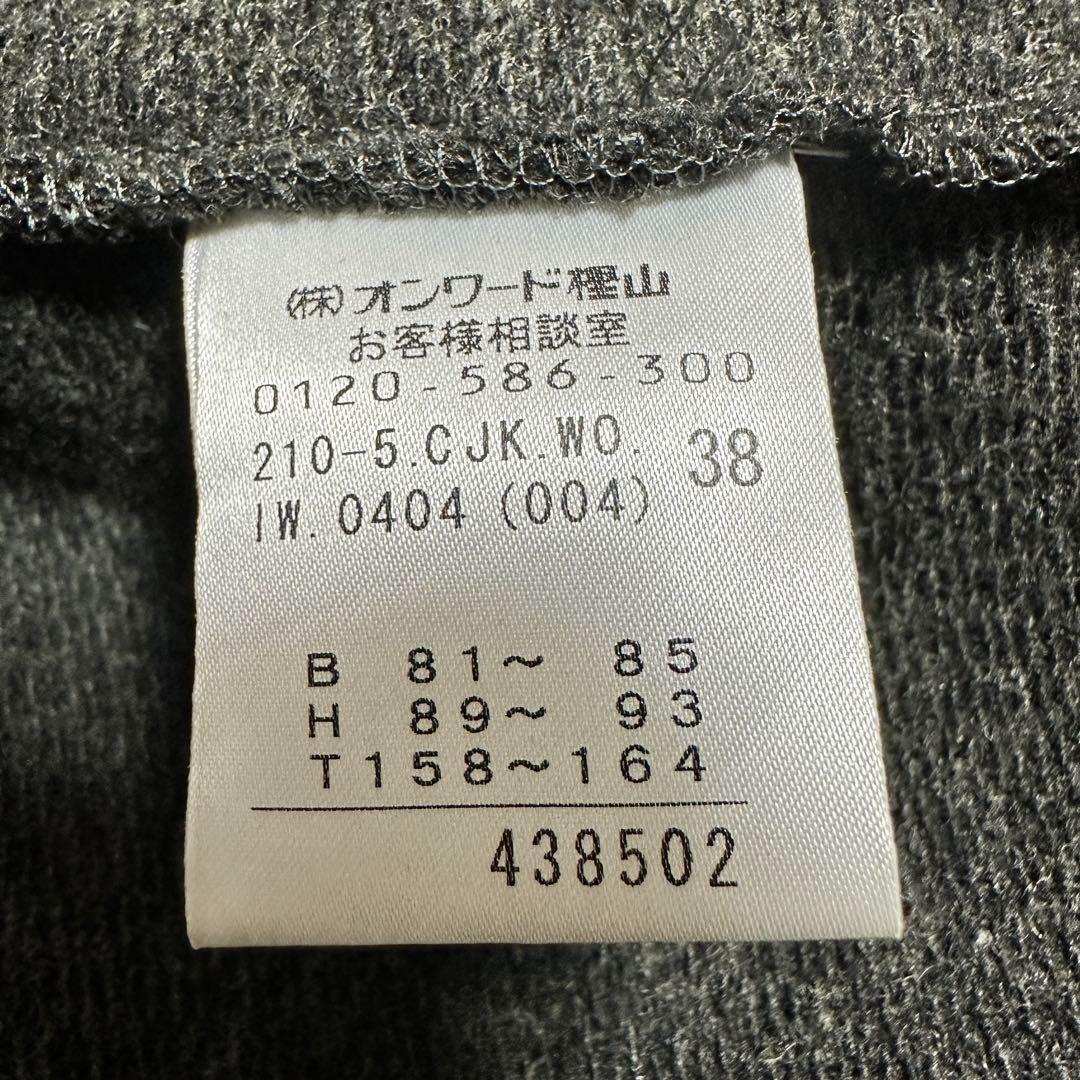 (株)オンワード樫山
お客様相談室
0120-586-300
210-5.CJK.WO. 38
IW.0404 (004)
B 81~ 85
H 89~ 93
T158~164
438502